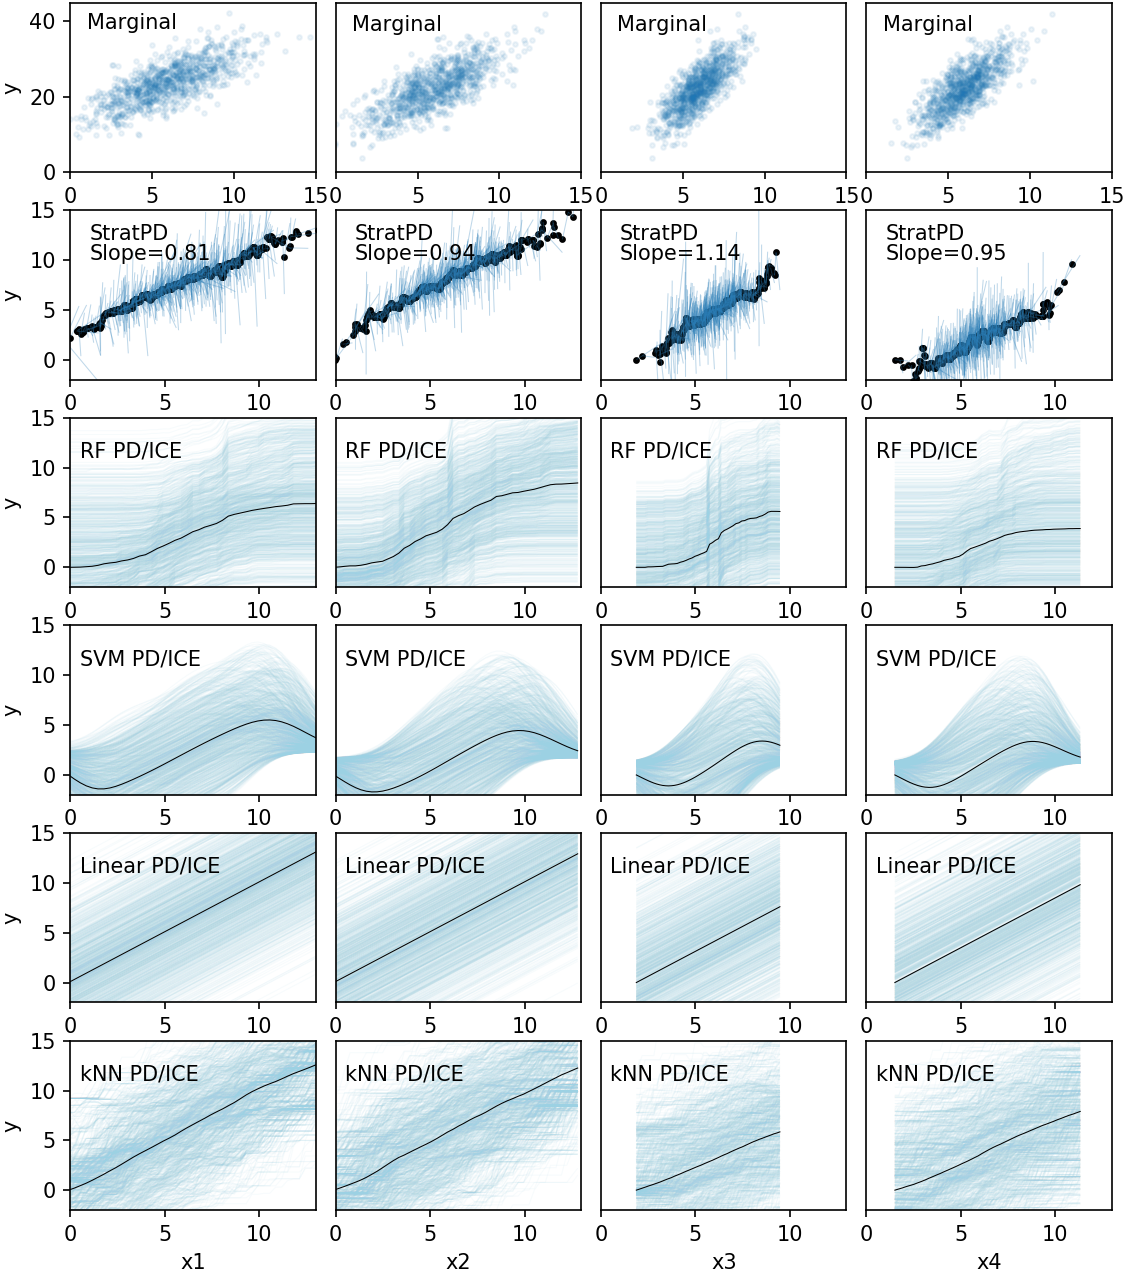 Marginal Marginal Marginal Marginal
40
20
0
y
0 5 10 15 0 5 10 15 0 5 10 15 0 5 10 15
15
10
5
0
y
StratPD StratPD StratPD StratPD
Slope=0.81 Slope=0.94 Slope=1.14 Slope=0.95
0 5 10 0 5 10 0 5 10 0 5 10
15
10
5
0
y
RF PD/ICE RF PD/ICE RF PD/ICE RF PD/ICE
0 5 10 0 5 10 0 5 10 0 5 10
15
10
5
0
y
SVM PD/ICE SVM PD/ICE SVM PD/ICE SVM PD/ICE
0 5 10 0 5 10 0 5 10 0 5 10
15
10
5
0
y
Linear PD/ICE Linear PD/ICE Linear PD/ICE Linear PD/ICE
0 5 10 0 5 10 0 5 10 0 5 10
15
10
5
0
y
kNN PD/ICE kNN PD/ICE kNN PD/ICE kNN PD/ICE
0 5 10 0 5 10 0 5 10 0 5 10
x1 x2 x3 x4